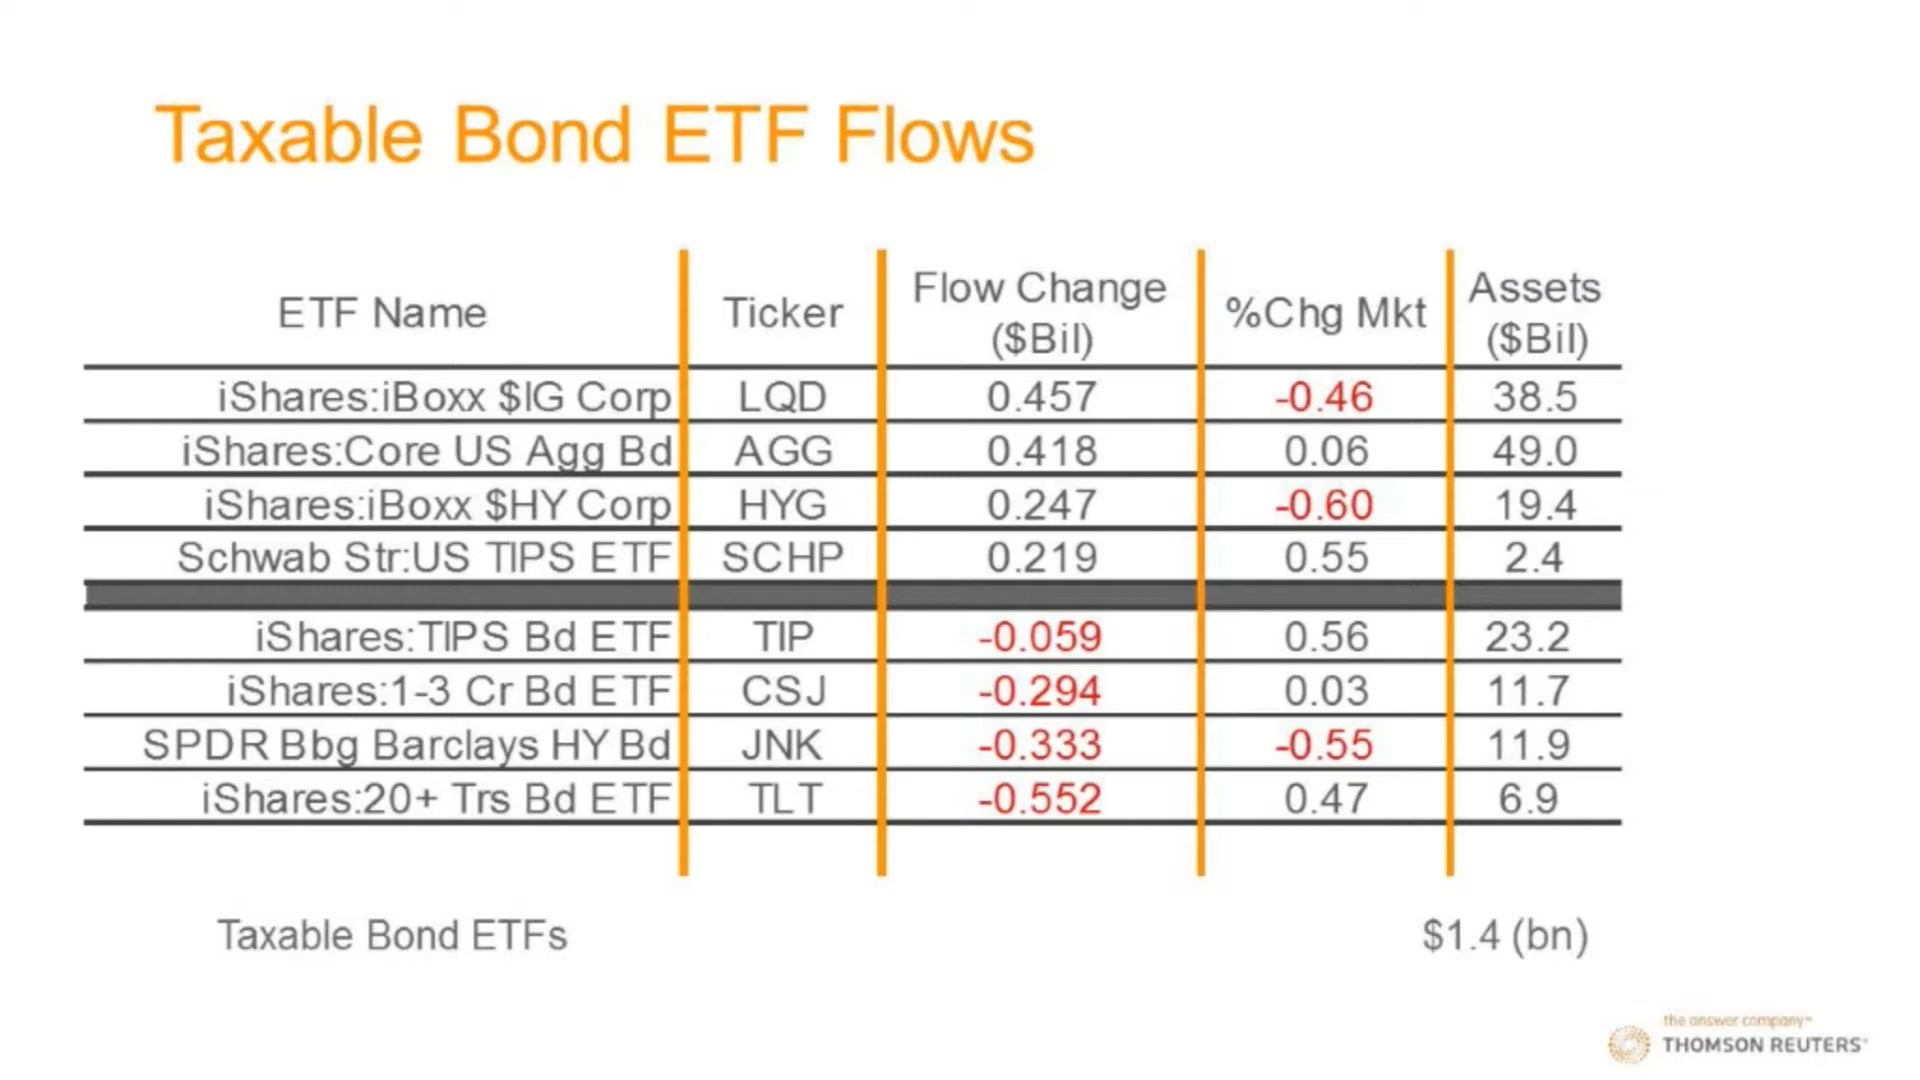 Taxable Bond ETF Flows
ETF Name Ticker Flow Change ($Bil) %Chg Mkt Assets ($Bil)
iShares:iBoxx $IG Corp LQD 0.457 -0.46 38.5
iShares:Core US Agg Bd AGG 0.418 0.06 49.0
iShares:iBoxx $HY Corp HYG 0.247 -0.60 19.4
Schwab Str:US TIPS ETF SCHP 0.219 0.55 2.4
iShares:TIPS Bd ETF TIP -0.059 0.56 23.2
iShares:1-3 Cr Bd ETF CSJ -0.294 0.03 11.7
SPDR Bbg Barclays HY Bd JNK -0.333 -0.55 11.9
iShares:20+ Trs Bd ETF TLT -0.552 0.47 6.9
Taxable Bond ETFs $1.4 (bn)
the answer company™
THOMSON REUTERS®